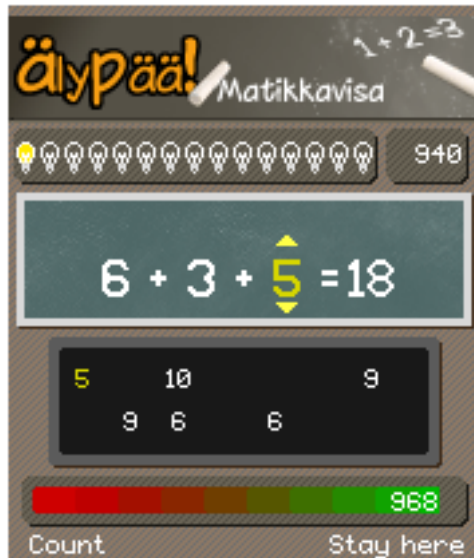 1 + 2 = 3
älypää!
Matikkavisa
940
6 + 3 + 5 =18
5 10 9
9 6 6
968
Count Stay here